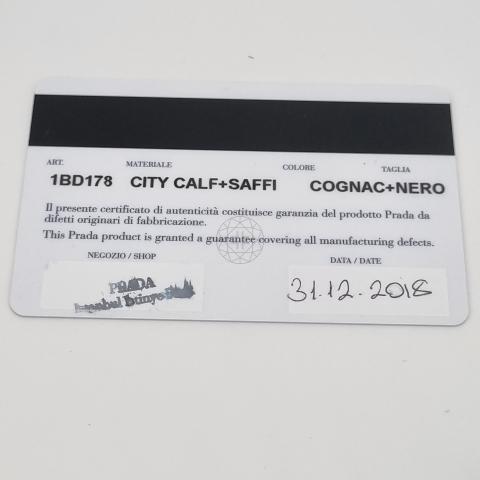 ART. MATERIALE COLORE TAGLIA
1BD178 CITY CALF+SAFFI COGNAC+NERO
Il presente certificato di autenticità costituisce garanzia del prodotto Prada da
difetti originari di fabbricazione.
This Prada product is granted a guarantee covering all manufacturing defects.
NEGOZIO / SHOP DATA / DATE
PRADA 31.12.2018
Istanbul